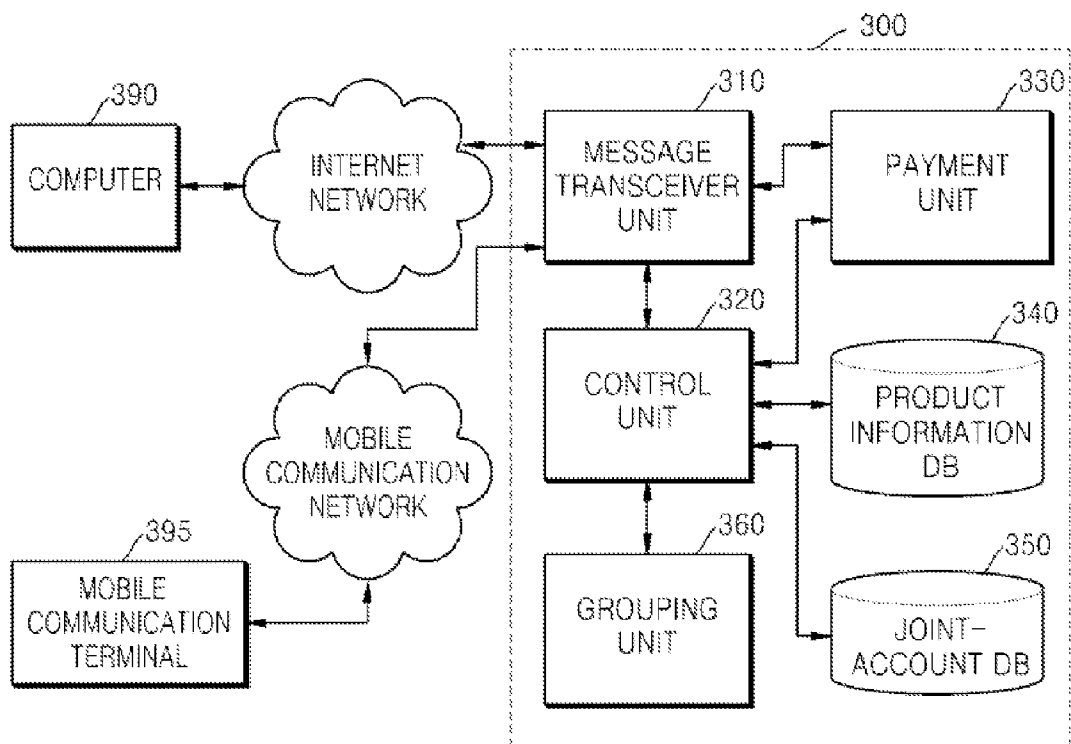 300
390
COMPUTER
INTERNET
NETWORK
310
MESSAGE
TRANSCEIVER
UNIT
330
PAYMENT
UNIT
320
CONTROL
UNIT
340
PRODUCT
INFORMATION
DB
MOBILE
COMMUNICATION
NETWORK
395
MOBILE
COMMUNICATION
TERMINAL
360
GROUPING
UNIT
350
JOINT-
ACCOUNT DB